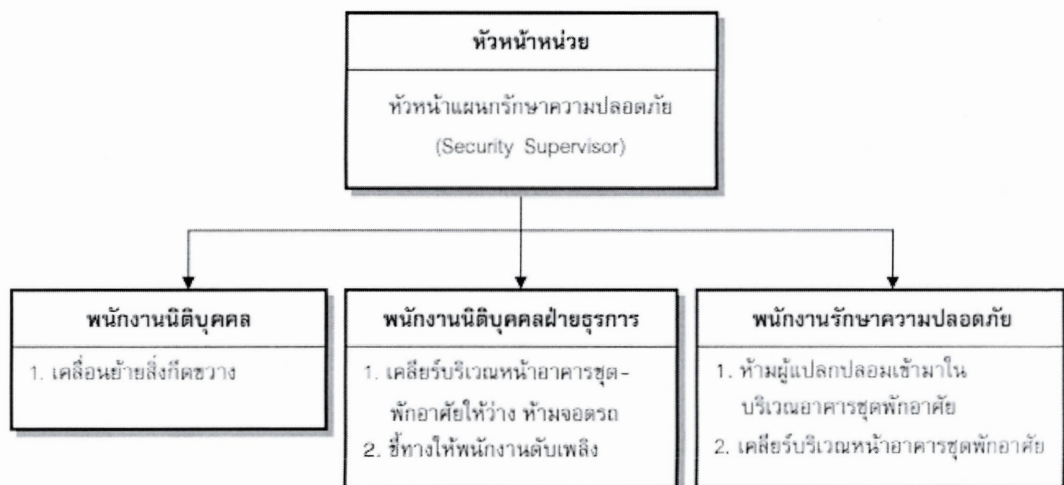 หัวหน้าหน่วย
หัวหน้าแผนกรักษาความปลอดภัย
(Security Supervisor)
พนักงานนิติบุคคล
1. เคลื่อนย้ายสิ่งกีดขวาง
พนักงานนิติบุคคลฝ่ายธุรการ
1. เคลียร์บริเวณหน้าอาคารชุด-
พักอาศัยให้ว่าง ห้ามจอดรถ
2. ชี้ทางให้พนักงานดับเพลิง
พนักงานรักษาความปลอดภัย
1. ห้ามผู้แปลกปลอมเข้ามาใน
บริเวณอาคารชุดพักอาศัย
2. เคลียร์บริเวณหน้าอาคารชุดพักอาศัย